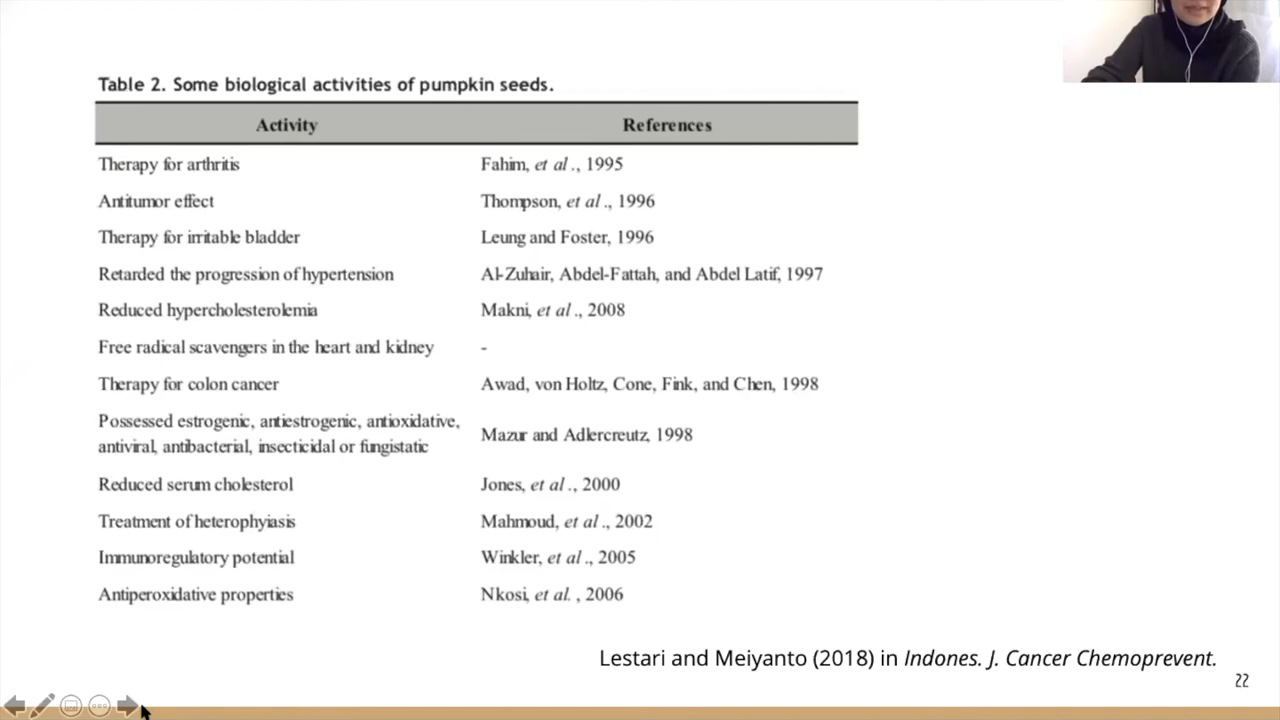 Table 2. Some biological activities of pumpkin seeds.
Activity References
Therapy for arthritis Fahim, et al., 1995
Antitumor effect Thompson, et al., 1996
Therapy for irritable bladder Leung and Foster, 1996
Retarded the progression of hypertension Al-Zuhair, Abdel-Fattah, and Abdel Latif, 1997
Reduced hypercholesterolemia Makni, et al., 2008
Free radical scavengers in the heart and kidney -
Therapy for colon cancer Awad, von Holtz, Cone, Fink, and Chen, 1998
Possessed estrogenic, antiestrogenic, antioxidative,
antiviral, antibacterial, insecticidal or fungistatic Mazur and Adlercreutz, 1998
Reduced serum cholesterol Jones, et al., 2000
Treatment of heterophyiasis Mahmoud, et al., 2002
Immunoregulatory potential Winkler, et al., 2005
Antiperoxidative properties Nkosi, et al. , 2006
Lestari and Meiyanto (2018) in Indones. J. Cancer Chemoprevent.
22